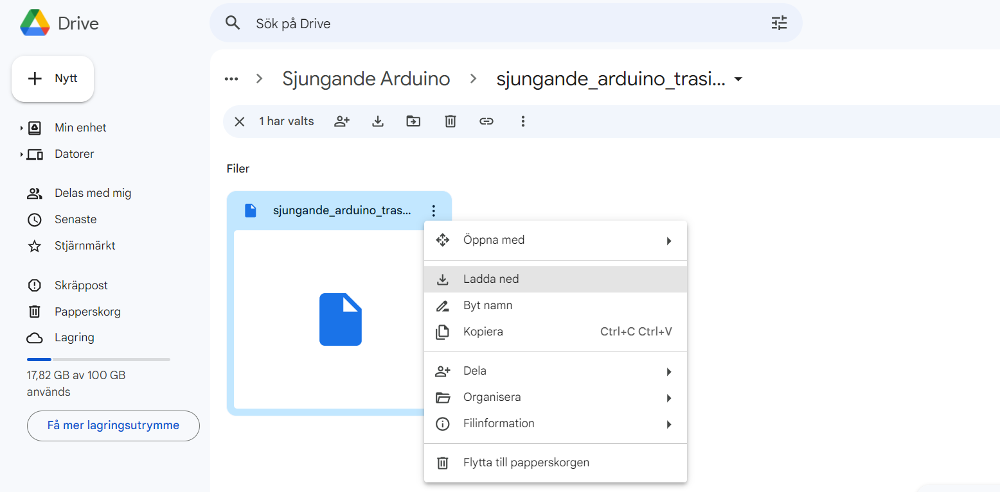 Drive
Sök på Drive
Nytt
Sjungande Arduino
sjungande_arduino_trasi...
1 har valts
Min enhet
Datorer
Delas med mig
Senaste
Stjärnmärkt
Skräppost
Papperskorg
Lagring
17,82 GB av 100 GB
används
Få mer lagringsutrymme
Filer
sjungande_arduino_tras...
Öppna med
Ladda ned
Byt namn
Kopiera Ctrl+C Ctrl+V
Dela
Organisera
Filinformation
Flytta till papperskorgen